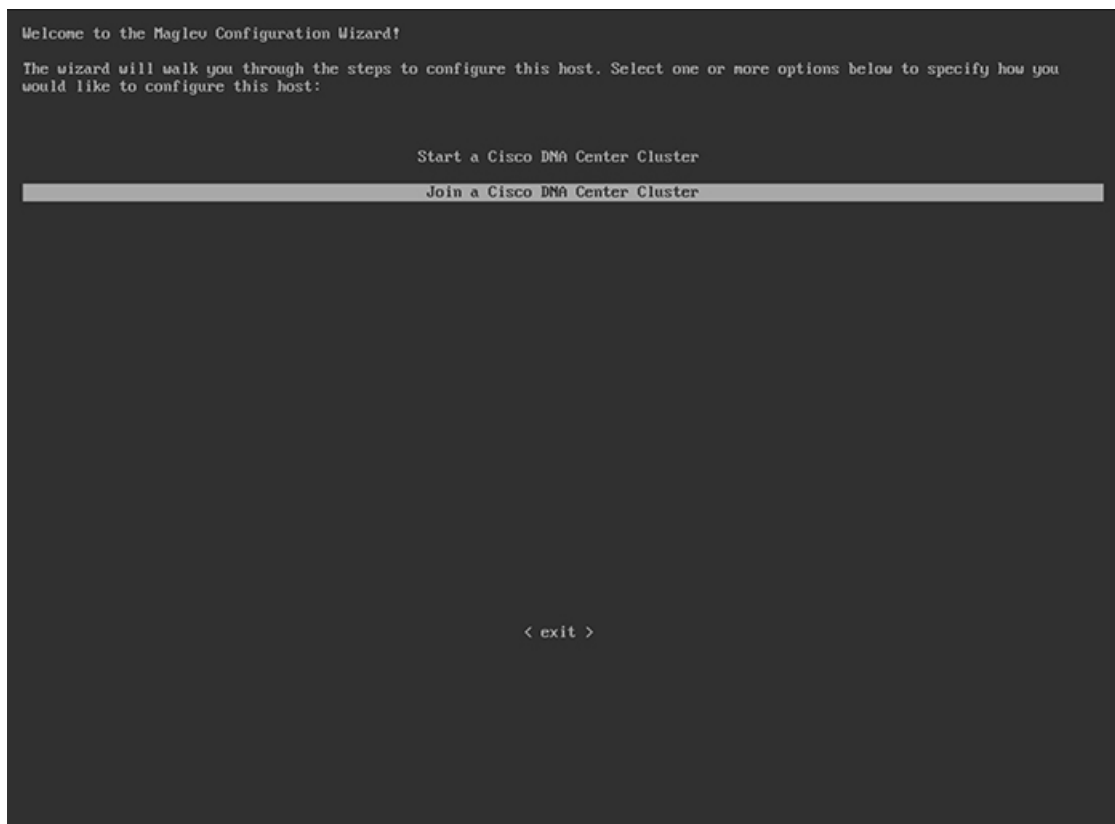 Welcome to the Maglev Configuration Wizard!
The wizard will walk you through the steps to configure this host. Select one or more options below to specify how you
would like to configure this host:
Start a Cisco DNA Center Cluster
Join a Cisco DNA Center Cluster
< exit >